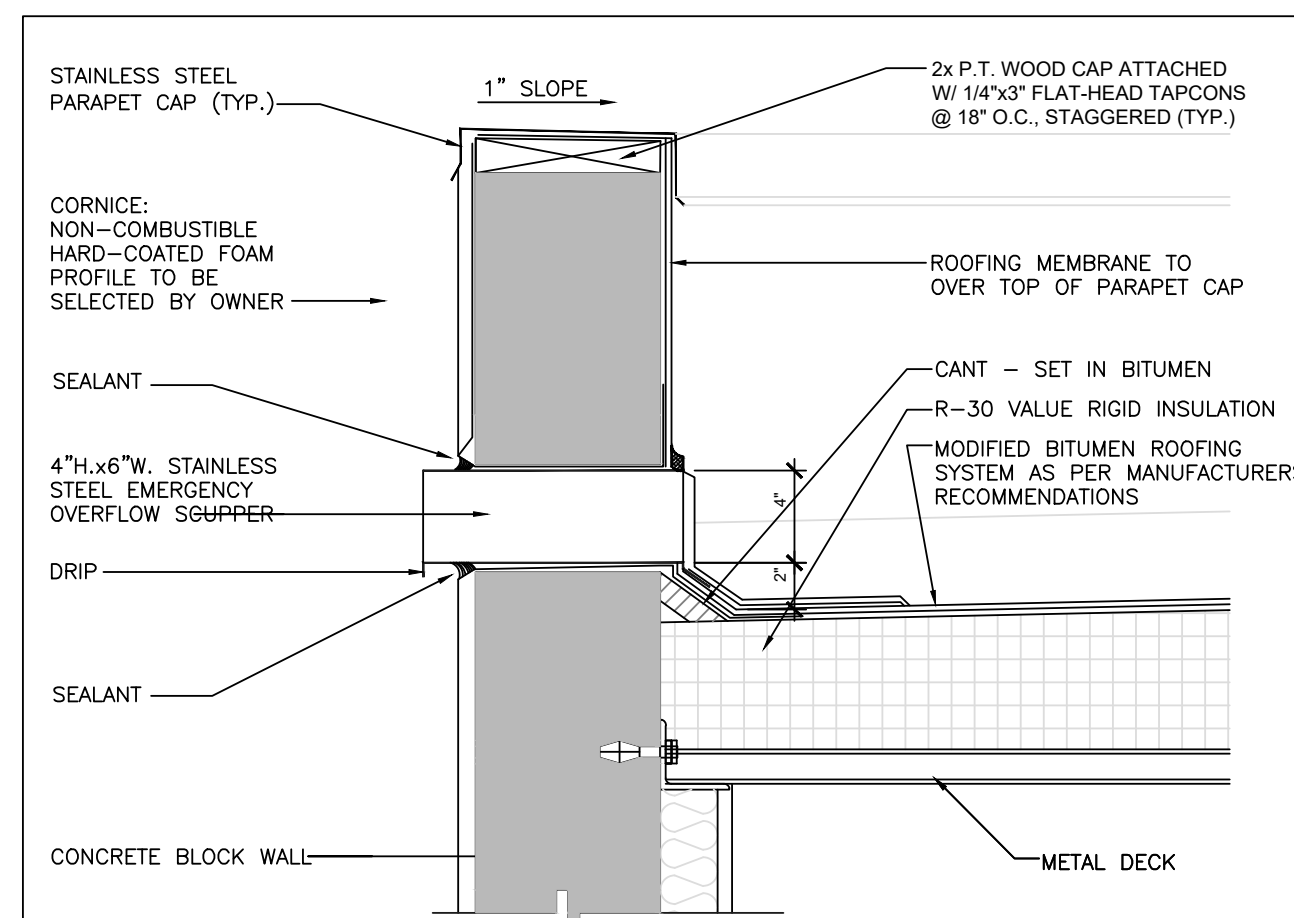 STAINLESS STEEL
PARAPET CAP (TYP.)
1" SLOPE
2x P.T. WOOD CAP ATTACHED
W/ 1/4"x3" FLAT-HEAD TAPCONS
@ 18" O.C., STAGGERED (TYP.)
CORNICE:
NON-COMBUSTIBLE
HARD-COATED FOAM
PROFILE TO BE
SELECTED BY OWNER
ROOFING MEMBRANE TO
OVER TOP OF PARAPET CAP
SEALANT
CANT - SET IN BITUMEN
R-30 VALUE RIGID INSULATION
MODIFIED BITUMEN ROOFING
SYSTEM AS PER MANUFACTURERS
RECOMMENDATIONS
4"H.x6"W. STAINLESS
STEEL EMERGENCY
OVERFLOW SCUPPER
4"
2"
DRIP
SEALANT
CONCRETE BLOCK WALL
METAL DECK